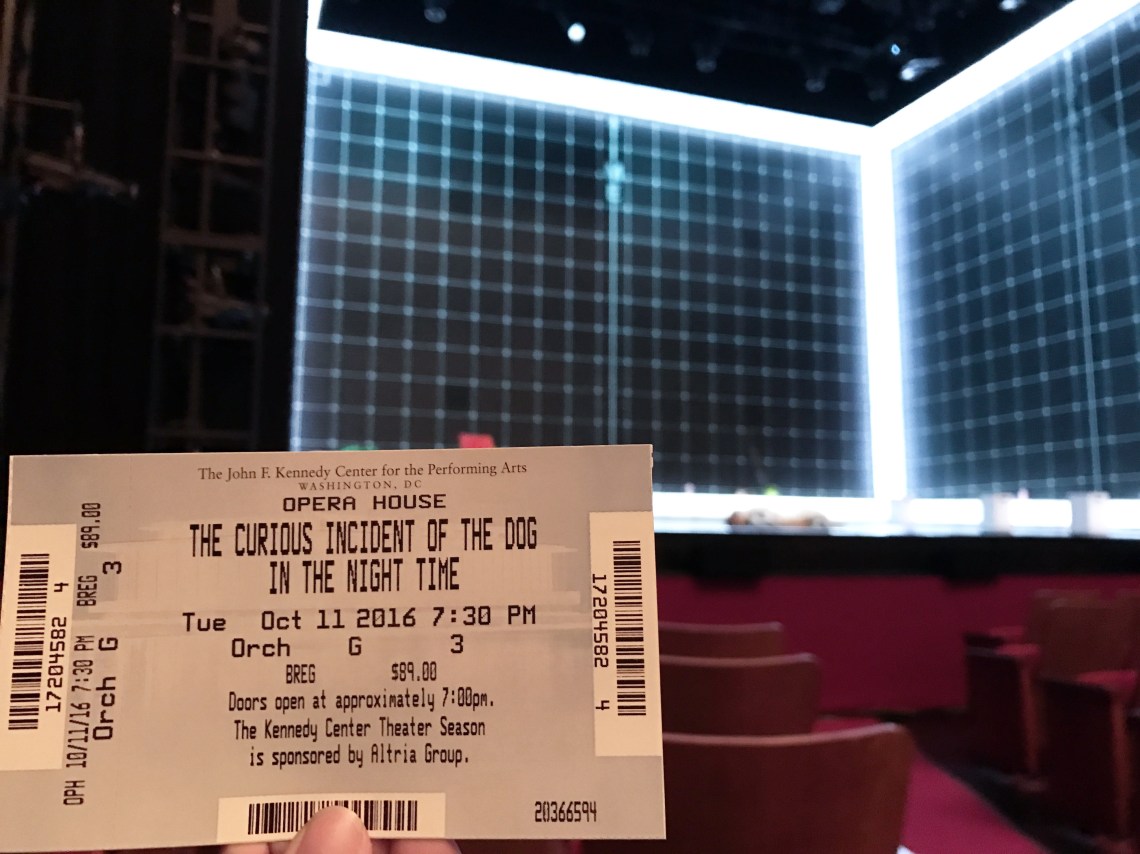 The John F. Kennedy Center for the Performing Arts
WASHINGTON, DC
OPERA HOUSE
THE CURIOUS INCIDENT OF THE DOG
IN THE NIGHT TIME
Tue Oct 11 2016 7:30 PM
Orch G 3
BREG $89.00
Doors open at approximately 7:00pm.
The Kennedy Center Theater Season
is sponsored by Altria Group.
20366594
17204582 4
OPH 10/11/16 7:30 PM BREG $89.00
Orch G 3
17204582 4